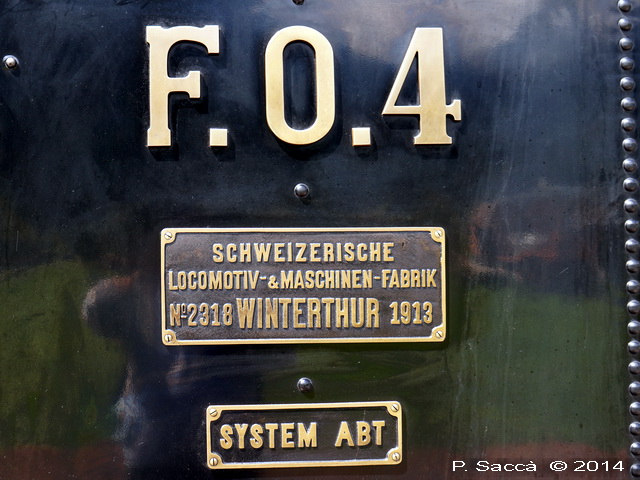 F.O.4
SCHWEIZERISCHE
LOCOMOTIV-&MASCHINEN-FABRIK
Nº2318 WINTERTHUR 1913
SYSTEM ABT
P. Saccà © 2014